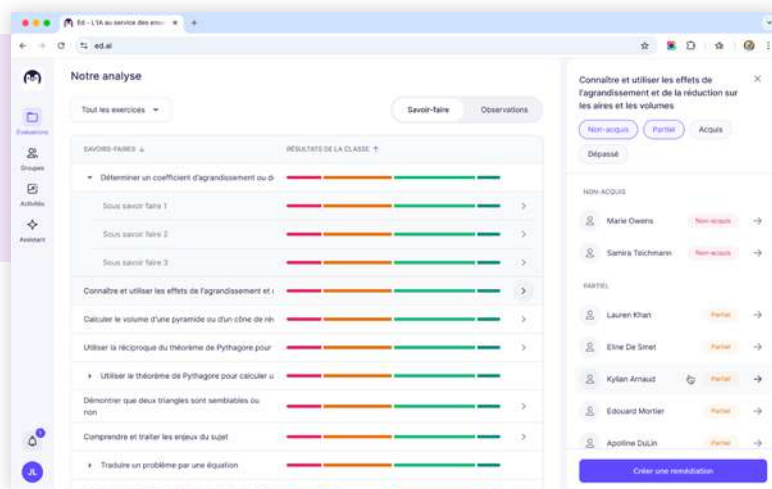 Ed - L'IA au service des ens
ed.ai
Évaluations
Groupes
Activités
Assistant
1
JL
Notre analyse
Tout les exercices
Savoir-faire
Observations
SAVOIRS-FAIRES
RÉSULTATS DE LA CLASSE
Déterminer un coefficient d'agrandissement ou d
Sous savoir faire 1
Sous savoir faire 2
Sous savoir faire 3
Connaître et utiliser les effets de l'agrandissement et
Calculer le volume d'une pyramide ou d'un cône de rév
Utiliser la réciproque du théorème de Pythagore pour
Utiliser le théorème de Pythagore pour calculer u
Démontrer que deux triangles sont semblables ou
non
Comprendre et traiter les enjeux du sujet
Traduire un problème par une équation
Connaître et utiliser les effets de
l'agrandissement et de la réduction sur
les aires et les volumes
Non-acquis
Partiel
Acquis
Dépassé
NON-ACQUIS
Marie Owens
Non-acquis
Samira Teichmann
Non-acquis
PARTIEL
Lauren Khan
Partiel
Eline De Smet
Partiel
Kylian Arnaud
Partiel
Edouard Mortier
Partiel
Apolline DuLin
Partiel
Créer une remédiation